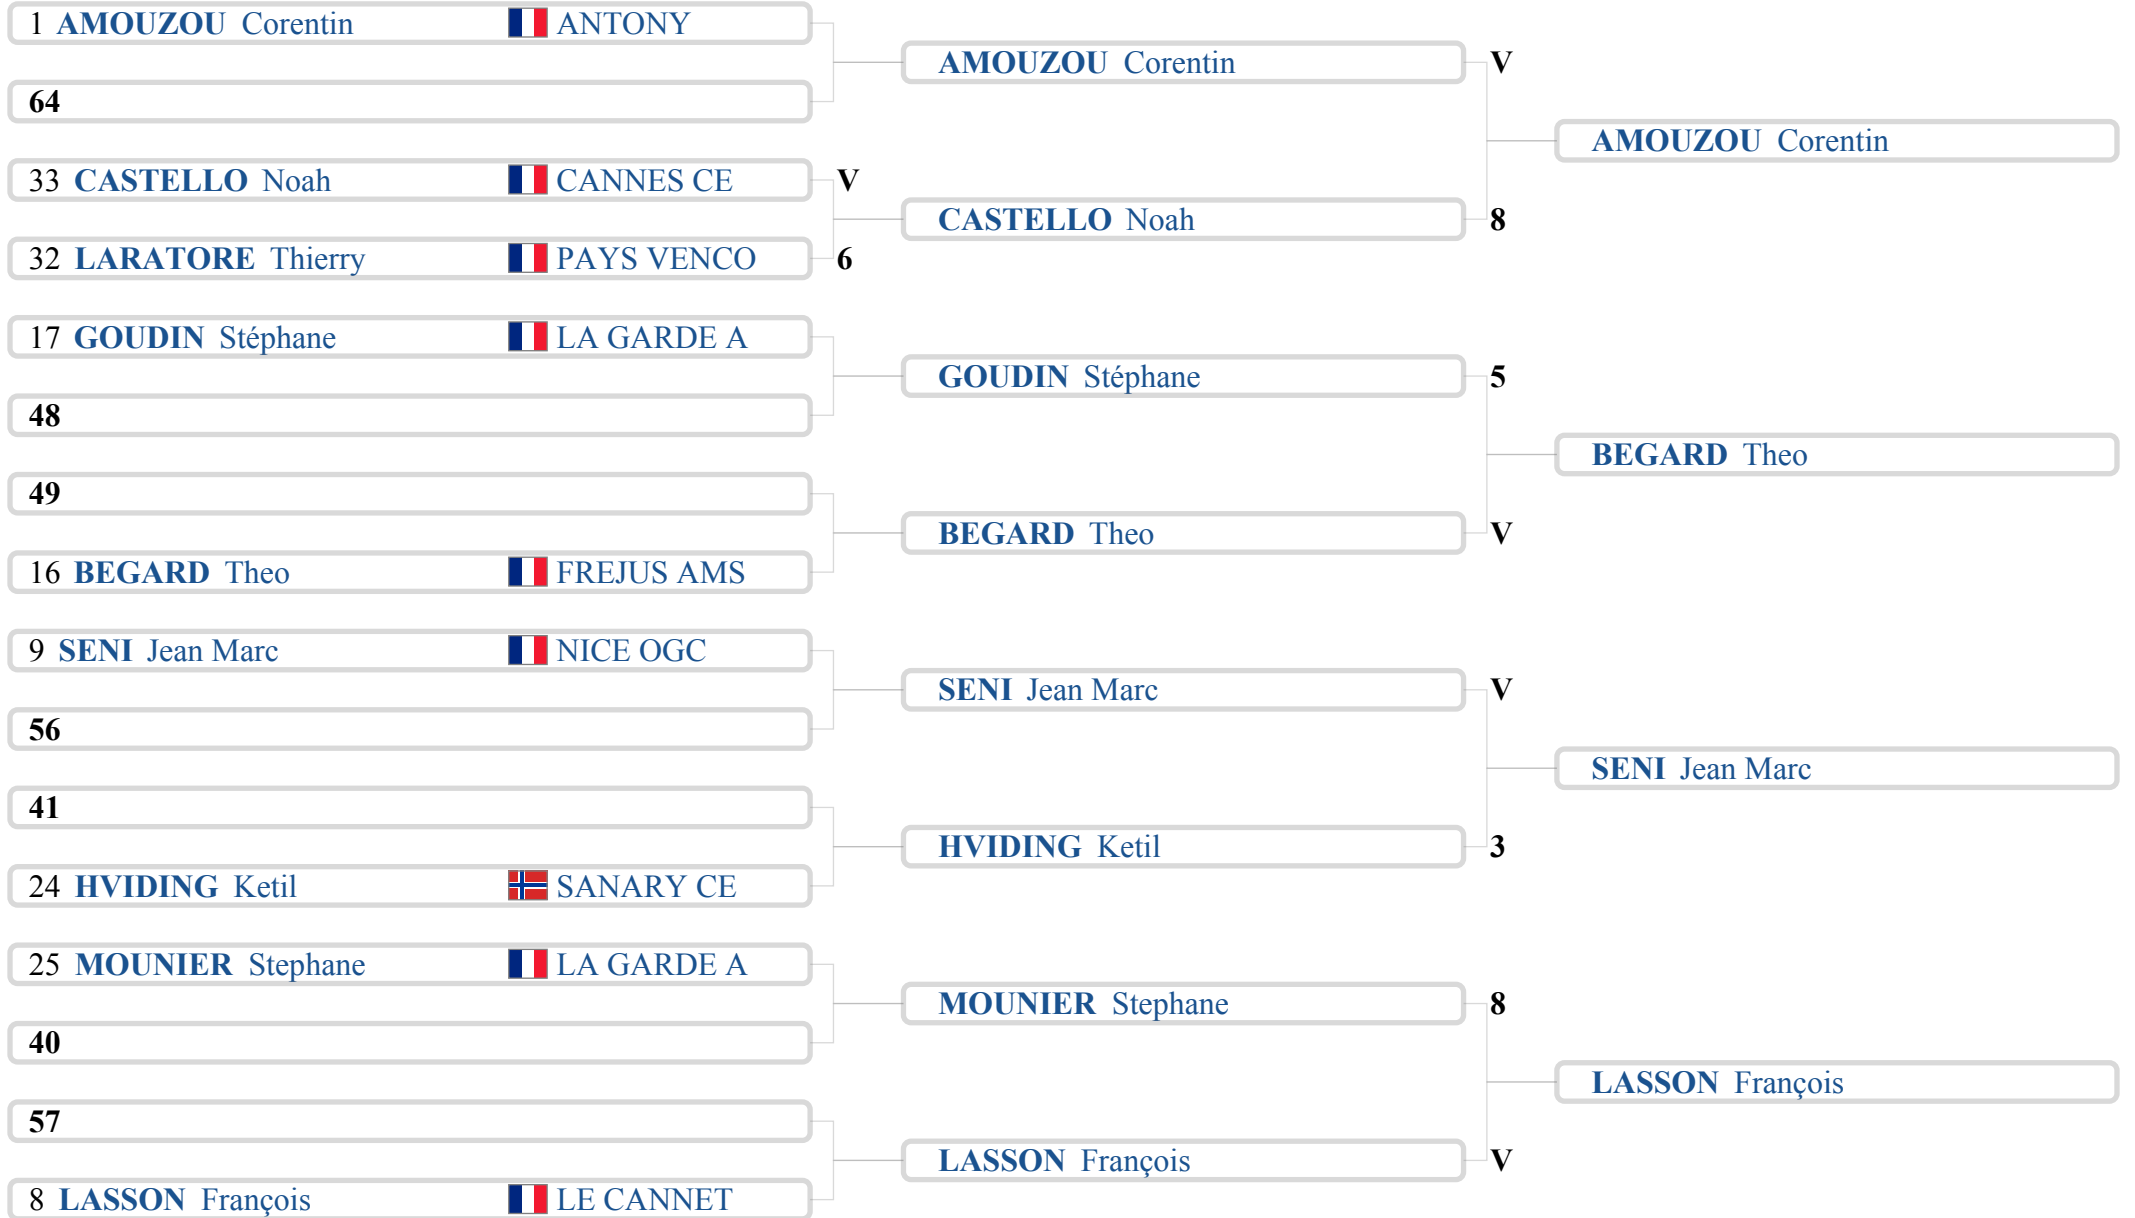 1 AMOUZOU Corentin ANTONY
64
33 CASTELLO Noah CANNES CE V
32 LARATORE Thierry PAYS VENCO 6
17 GOUDIN Stéphane LA GARDE A
48
49
16 BEGARD Theo FREJUS AMS
9 SENI Jean Marc NICE OGC
56
41
24 HVIDING Ketil SANARY CE
25 MOUNIER Stephane LA GARDE A
40
57
8 LASSON François LE CANNET
AMOUZOU Corentin V
CASTELLO Noah 8
GOUDIN Stéphane 5
BEGARD Theo V
SENI Jean Marc V
HVIDING Ketil 3
MOUNIER Stephane 8
LASSON François V
AMOUZOU Corentin
BEGARD Theo
SENI Jean Marc
LASSON François